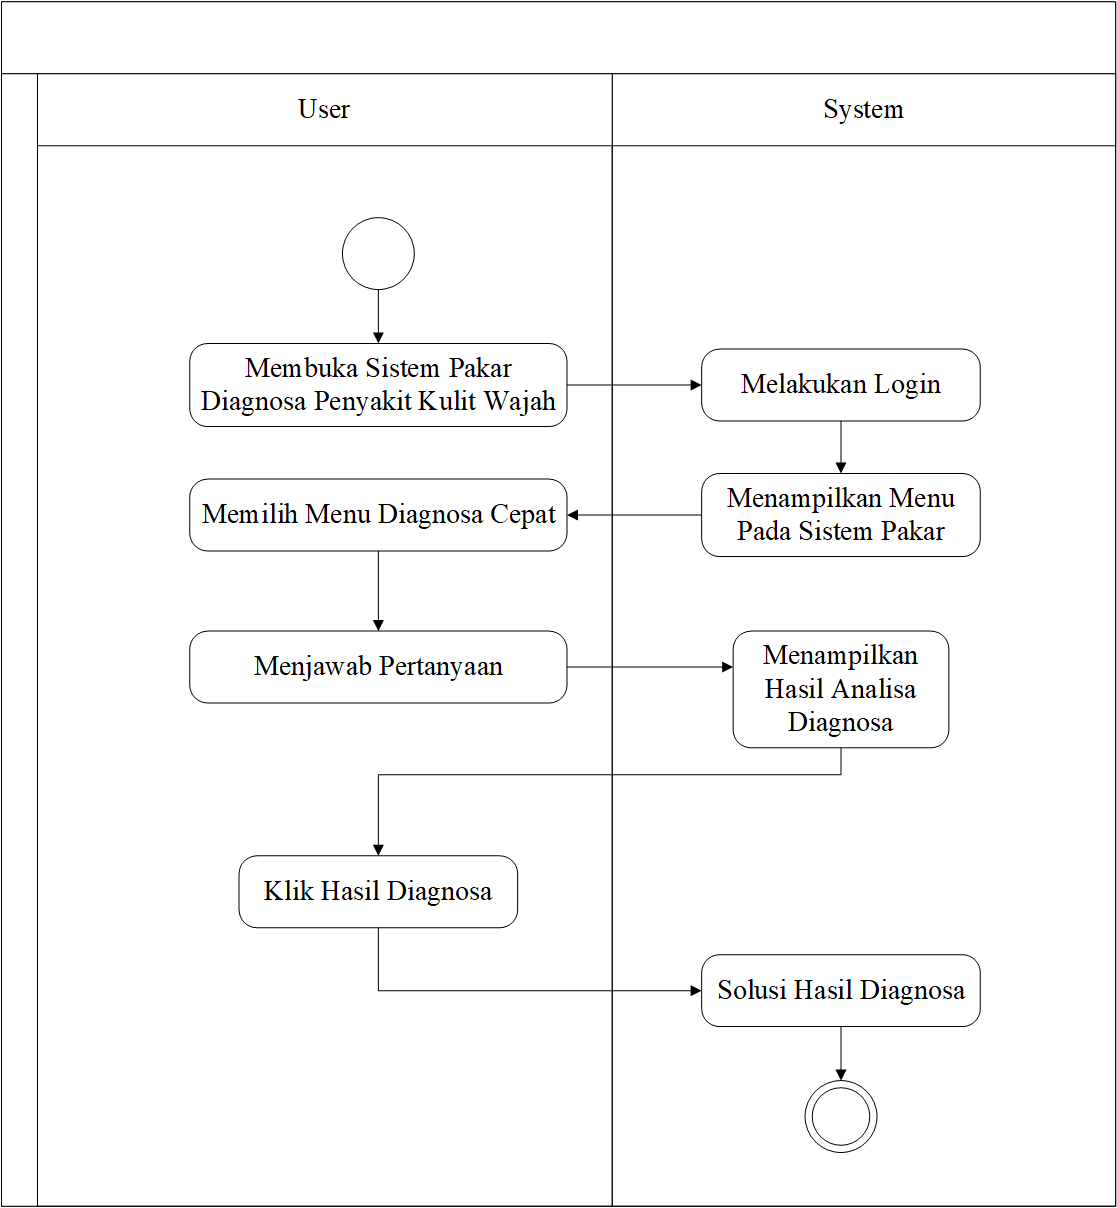 User
System
Membuka Sistem Pakar
Diagnosa Penyakit Kulit Wajah
Melakukan Login
Menampilkan Menu
Pada Sistem Pakar
Memilih Menu Diagnosa Cepat
Menjawab Pertanyaan
Menampilkan
Hasil Analisa
Diagnosa
Klik Hasil Diagnosa
Solusi Hasil Diagnosa